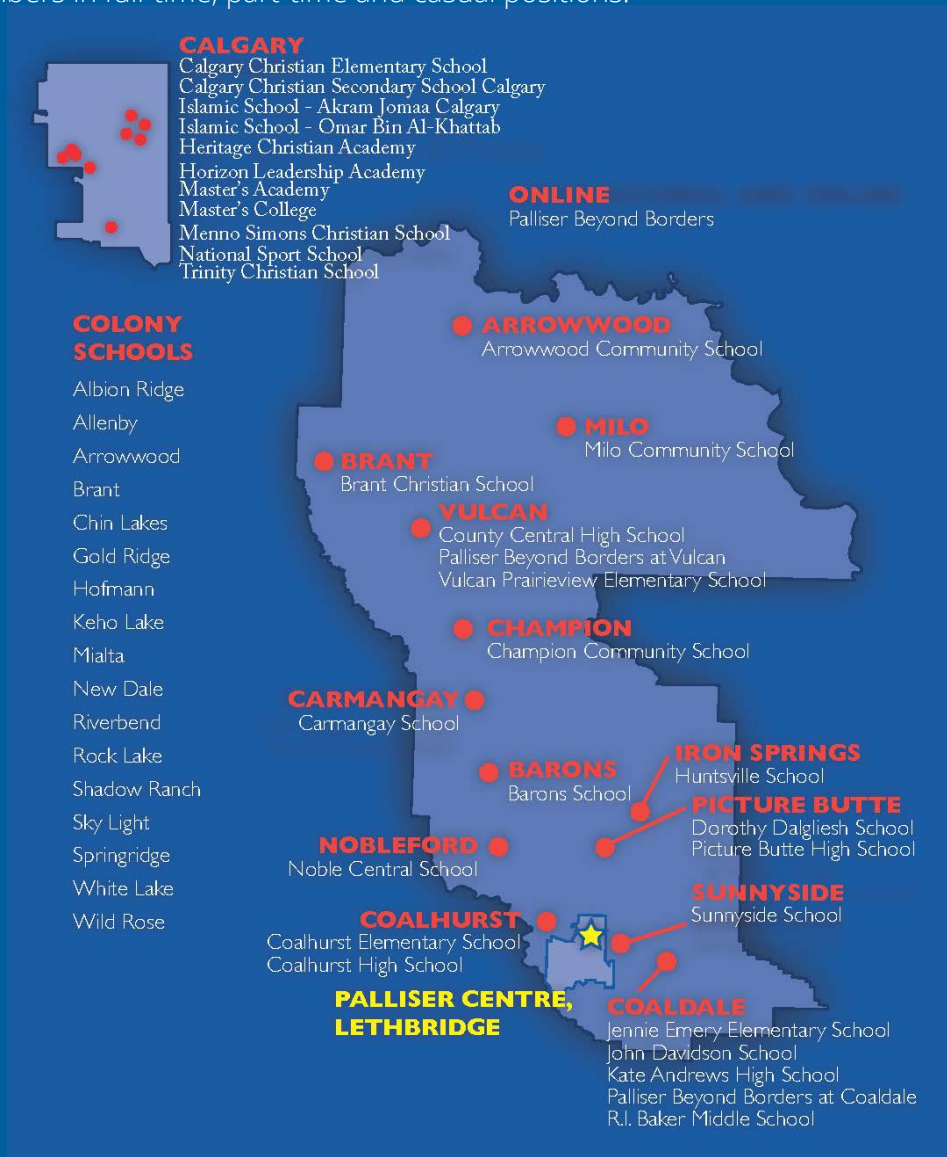 CALGARY
Calgary Christian Elementary School
Calgary Christian Secondary School Calgary
Islamic School - Akram Jomaa Calgary
Islamic School - Omar Bin Al-Khattab
Heritage Christian Academy
Horizon Leadership Academy
Master's Academy
Master's College
Menno Simons Christian School
National Sport School
Trinity Christian School
ONLINE
Palliser Beyond Borders
COLONY
SCHOOLS
Albion Ridge
Allenby
Arrowwood
Brant
Chin Lakes
Gold Ridge
Hofmann
Keho Lake
Mialta
New Dale
Riverbend
Rock Lake
Shadow Ranch
Sky Light
Springridge
White Lake
Wild Rose
ARROWWOOD
Arrowwood Community School
MILO
Milo Community School
BRANT
Brant Christian School
VULCAN
County Central High School
Palliser Beyond Borders at Vulcan
Vulcan Prairieview Elementary School
CHAMPION
Champion Community School
CARMANGAY
Carmangay School
BARONS
Barons School
IRON SPRINGS
Huntsville School
PICTURE BUTTE
Dorothy Dalgliesh School
Picture Butte High School
NOBLEFORD
Noble Central School
SUNNYSIDE
Sunnyside School
COALHURST
Coalhurst Elementary School
Coalhurst High School
PALLISER CENTRE,
LETHBRIDGE
COALDALE
Jennie Emery Elementary School
John Davidson School
Kate Andrews High School
Palliser Beyond Borders at Coaldale
R.I. Baker Middle School